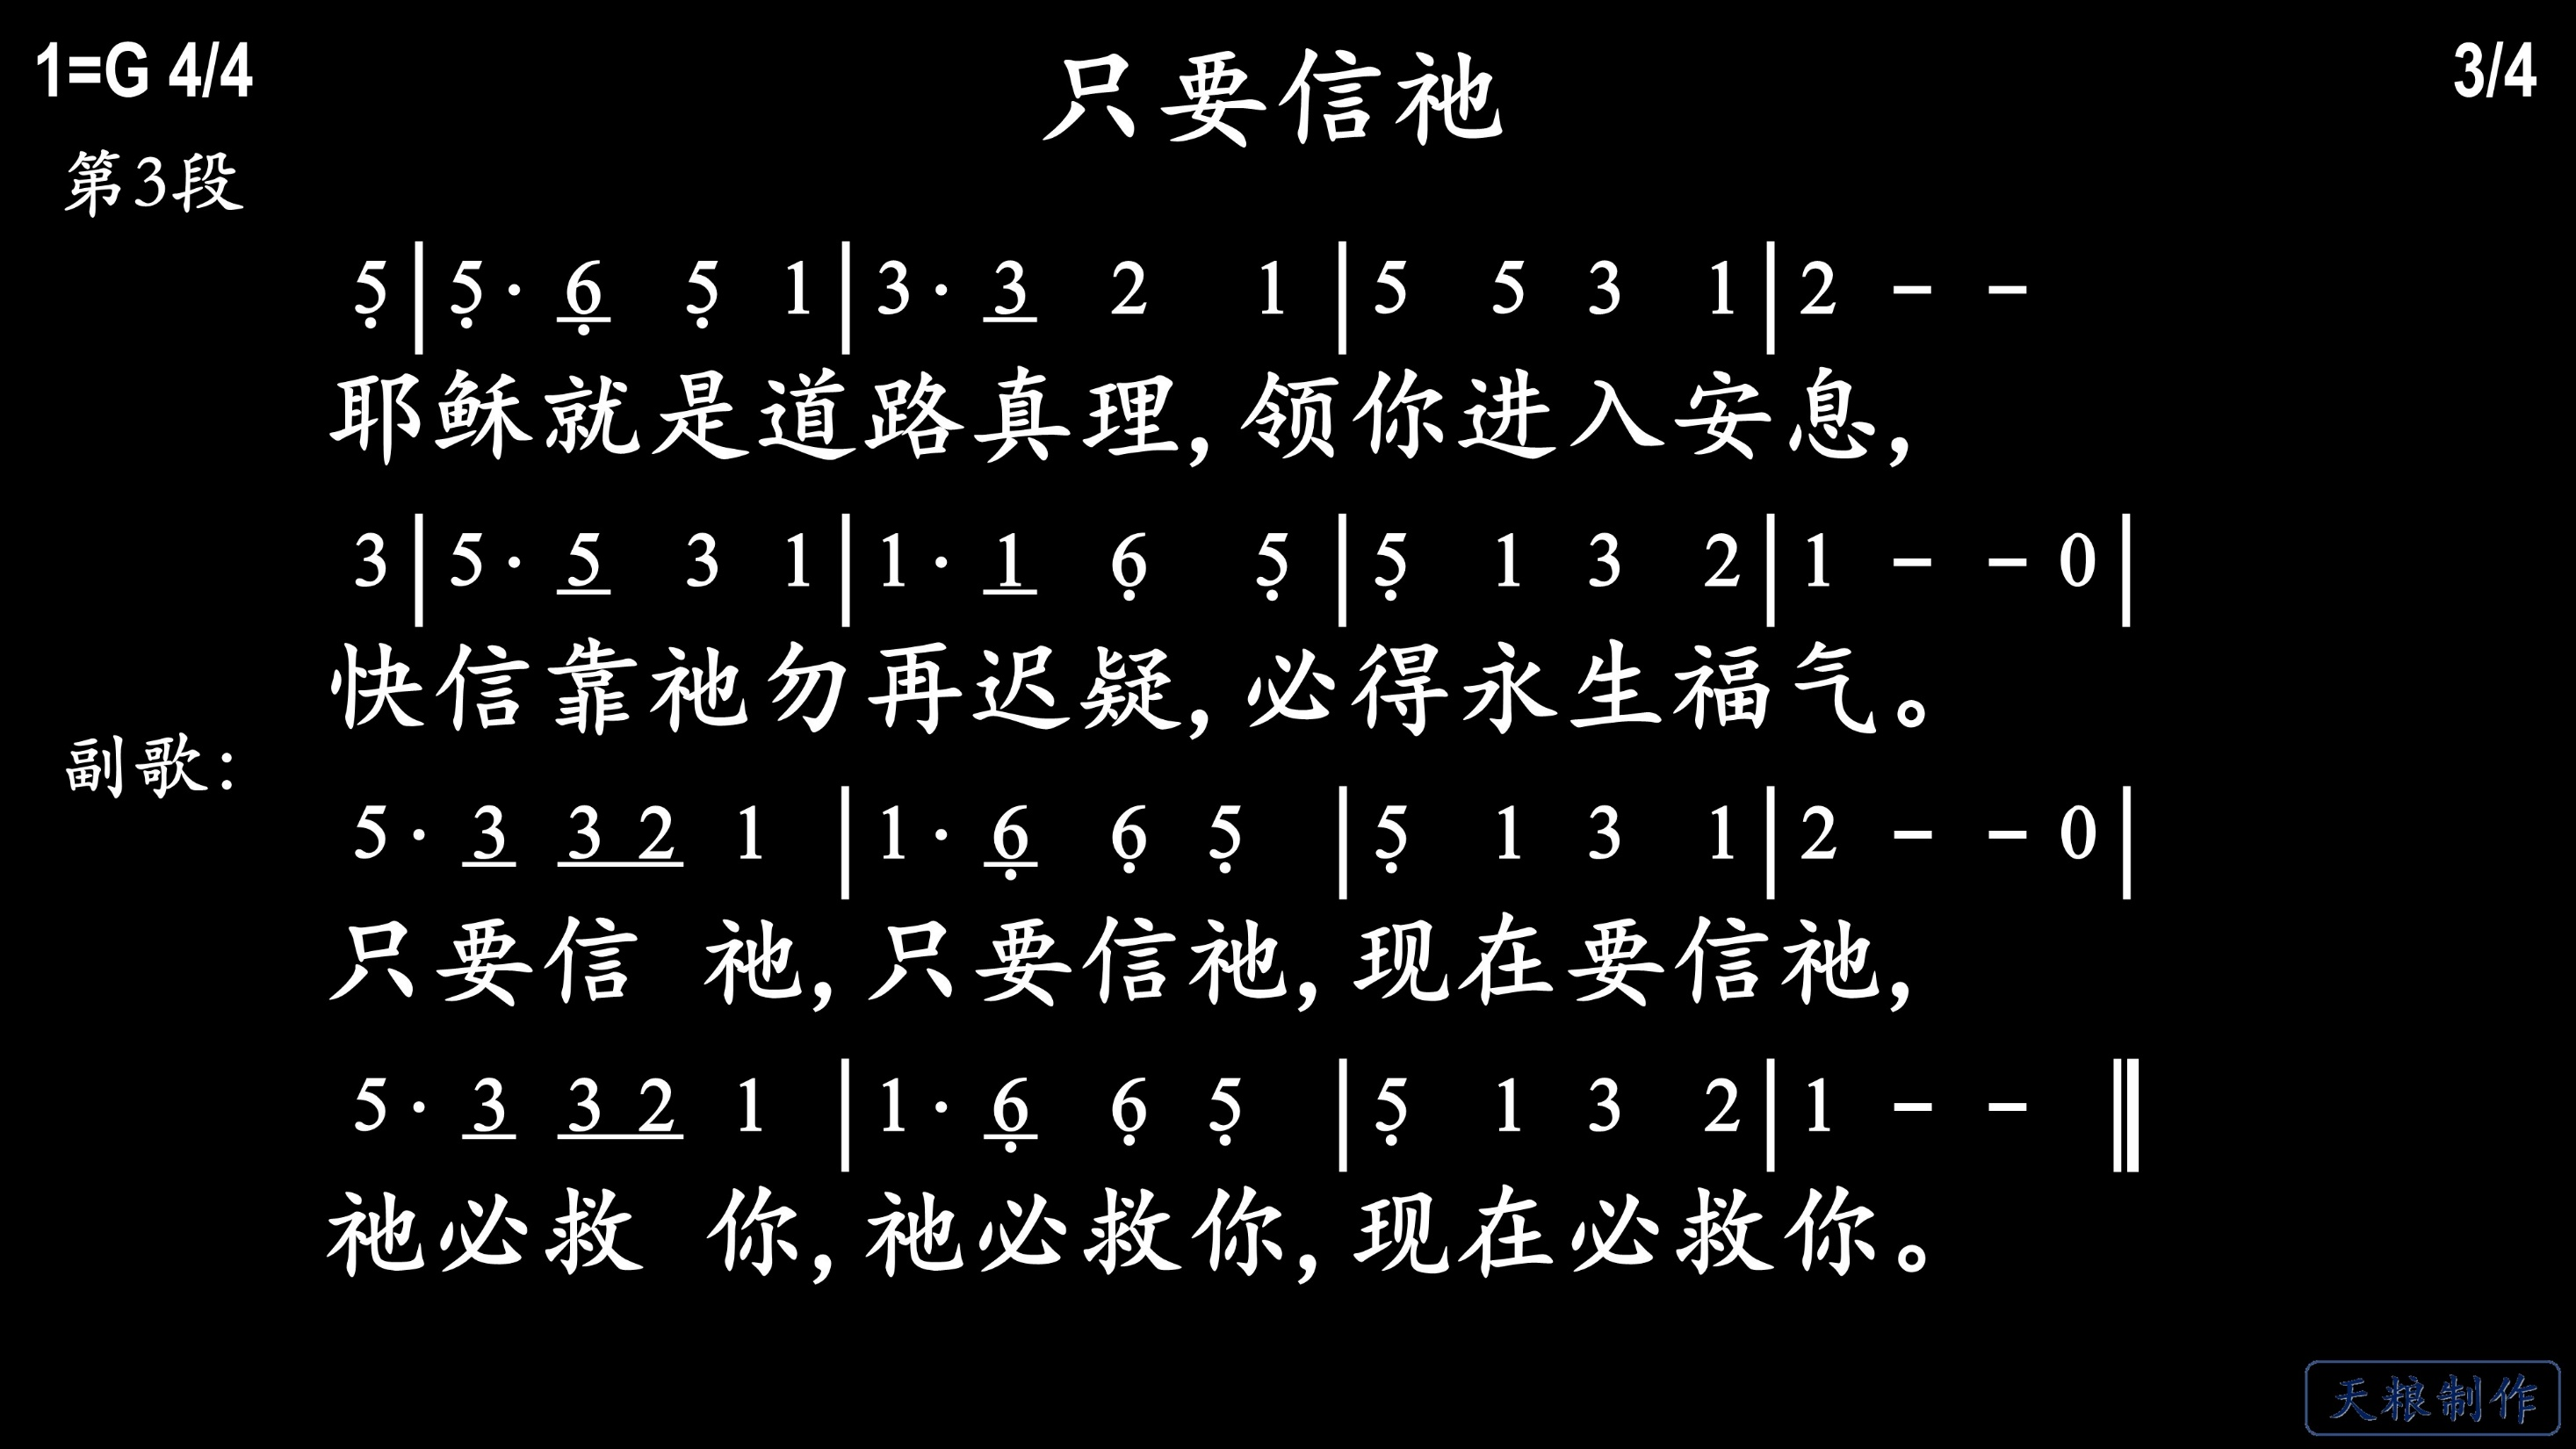 1=G 4/4 只要信祂 3/4
第3段
5̣ | 5̣· 6̣ 5̣ 1 | 3· 3 2 1 | 5 5 3 1 | 2 – –
耶稣就是道路真理,领你进入安息,
3 | 5· 5 3 1 | 1· 1 6̣ 5̣ | 5̣ 1 3 2 | 1 – – 0 |
快信靠祂勿再迟疑,必得永生福气。
副歌:
5· 3 3 2 1 | 1· 6̣ 6̣ 5̣ | 5̣ 1 3 1 | 2 – – 0 |
只要信 祂,只要信祂,现在要信祂,
5· 3 3 2 1 | 1· 6̣ 6̣ 5̣ | 5̣ 1 3 2 | 1 – – ‖
祂必救 你,祂必救你,现在必救你。
天粮制作